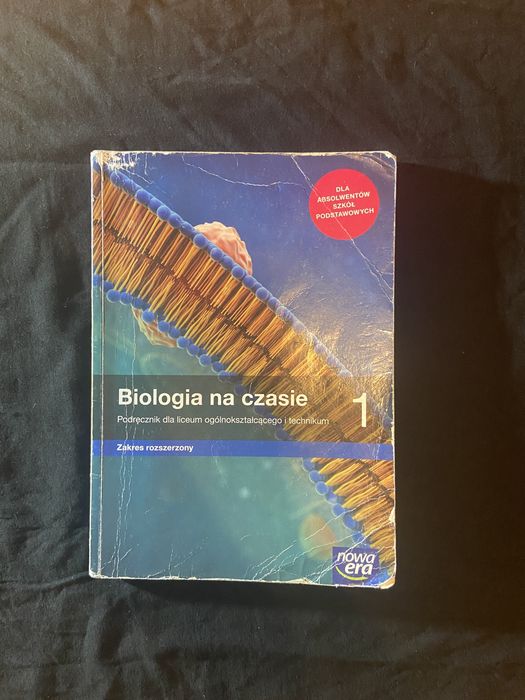 DLA
ABSOLWENTÓW
SZKÓŁ
PODSTAWOWYCH
Biologia na czasie 1
Podręcznik dla liceum ogólnokształcącego i technikum
Zakres rozszerzony
nowa
era